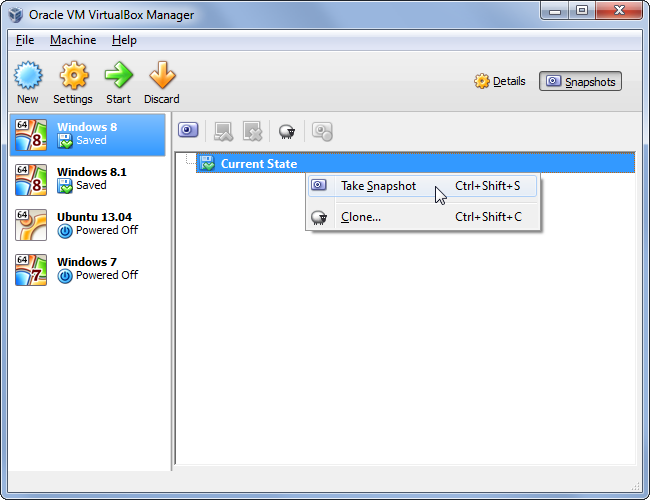 Oracle VM VirtualBox Manager
File Machine Help
New Settings Start Discard Details Snapshots
64 8 Windows 8
Saved
64 8 Windows 8.1
Saved
64 Ubuntu 13.04
Powered Off
64 7 Windows 7
Powered Off
Current State
Take Snapshot Ctrl+Shift+S
Clone... Ctrl+Shift+C